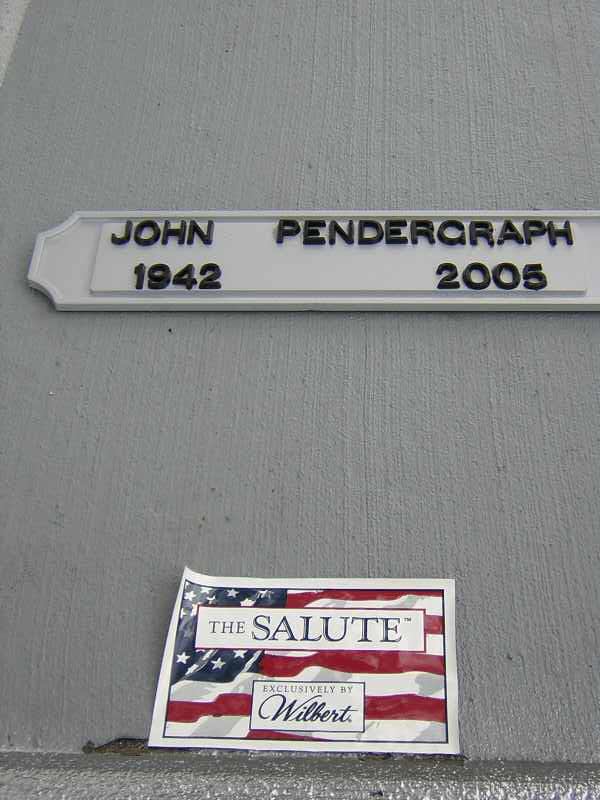 JOHN PENDERGRAPH
1942 2005
THE SALUTE™
EXCLUSIVELY BY
Wilbert®